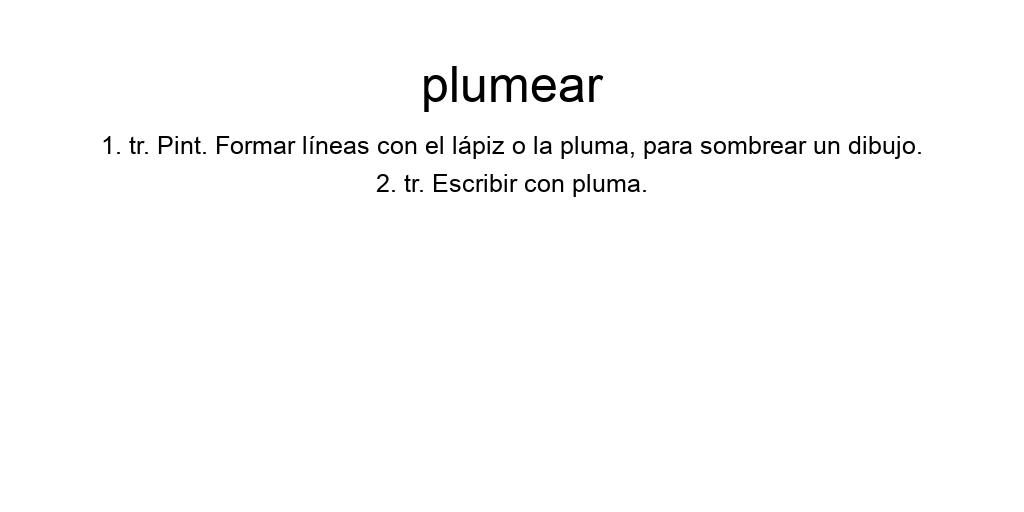 plumear
1. tr. Pint. Formar líneas con el lápiz o la pluma, para sombrear un dibujo.
2. tr. Escribir con pluma.